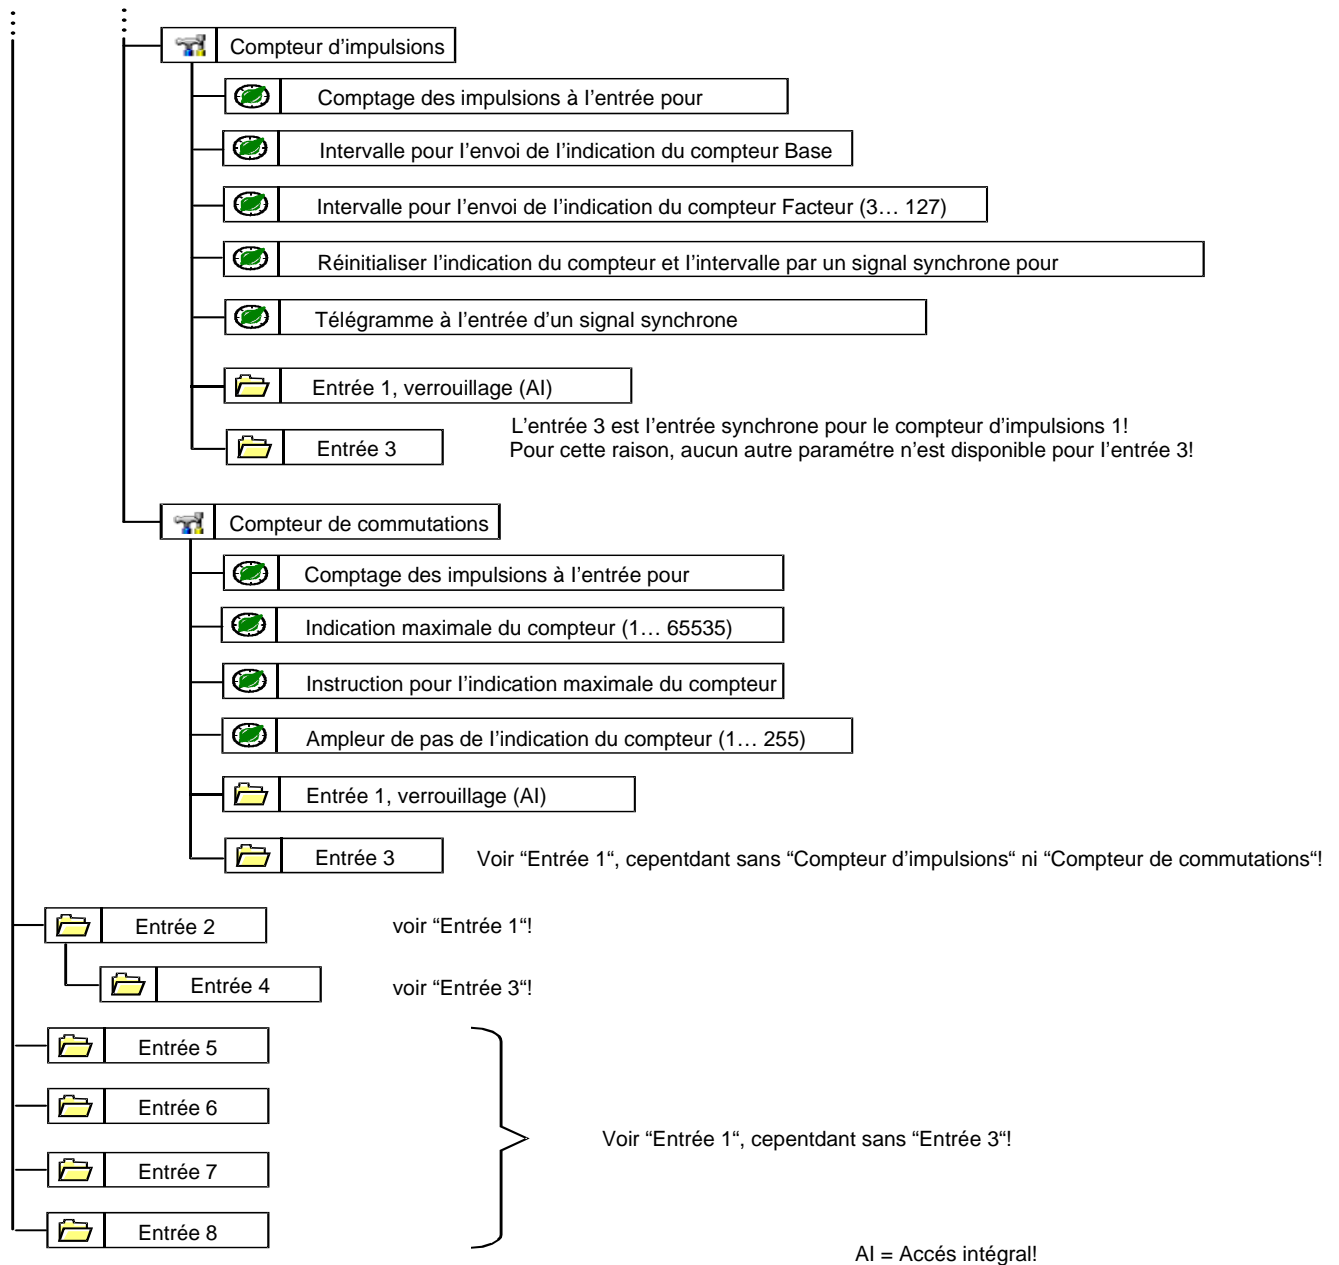 Compteur d'impulsions
Comptage des impulsions à l'entrée pour
Intervalle pour l'envoi de l'indication du compteur Base
Intervalle pour l'envoi de l'indication du compteur Facteur (3… 127)
Réinitialiser l'indication du compteur et l'intervalle par un signal synchrone pour
Télégramme à l'entrée d'un signal synchrone
Entrée 1, verrouillage (AI)
Entrée 3
L'entrée 3 est l'entrée synchrone pour le compteur d'impulsions 1!
Pour cette raison, aucun autre paramétre n'est disponible pour l'entrée 3!
Compteur de commutations
Comptage des impulsions à l'entrée pour
Indication maximale du compteur (1… 65535)
Instruction pour l'indication maximale du compteur
Ampleur de pas de l'indication du compteur (1… 255)
Entrée 1, verrouillage (AI)
Entrée 3
Voir “Entrée 1“, cepentdant sans “Compteur d'impulsions“ ni “Compteur de commutations“!
Entrée 2
voir “Entrée 1“!
Entrée 4
voir “Entrée 3“!
Entrée 5
Entrée 6
Voir “Entrée 1“, cepentdant sans “Entrée 3“!
Entrée 7
Entrée 8
AI = Accés intégral!